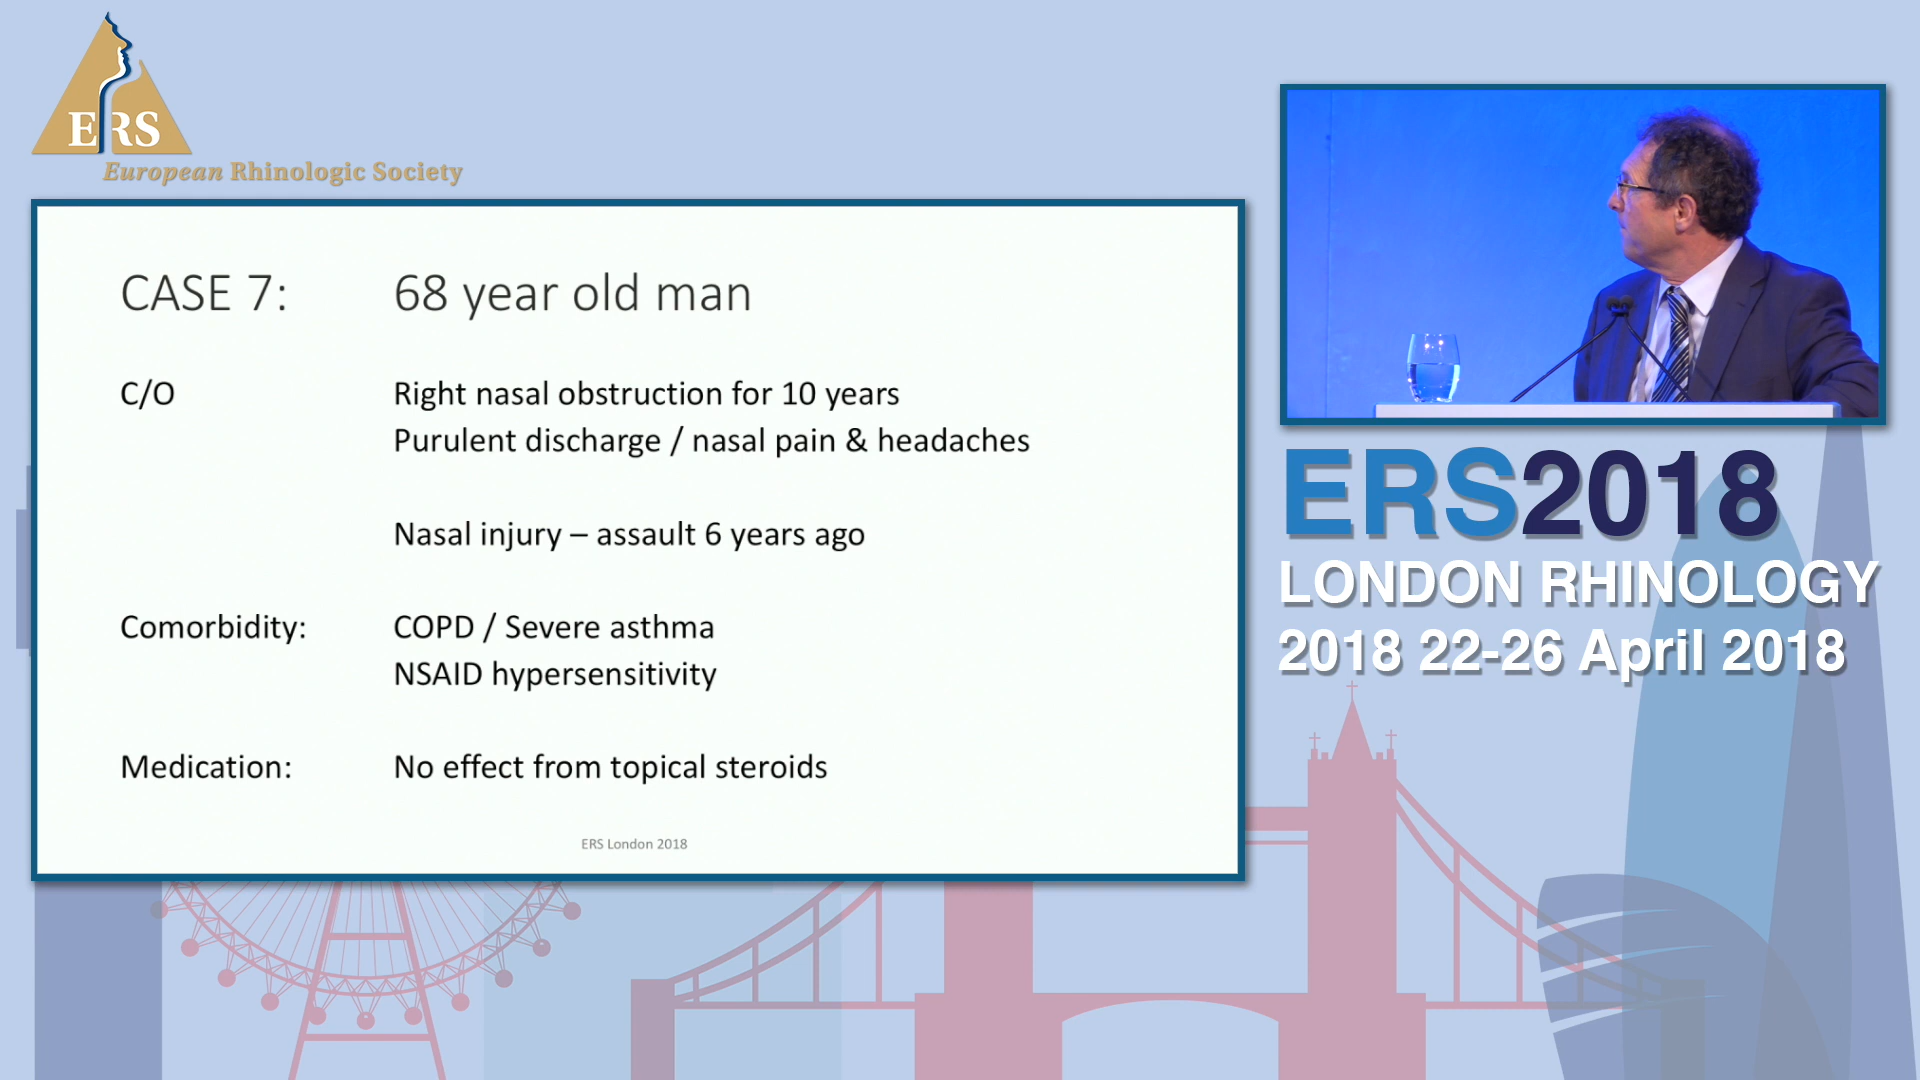 ERS
European Rhinologic Society
CASE 7: 68 year old man
C/O Right nasal obstruction for 10 years
Purulent discharge / nasal pain & headaches
Nasal injury – assault 6 years ago
Comorbidity: COPD / Severe asthma
NSAID hypersensitivity
Medication: No effect from topical steroids
ERS London 2018
ERS2018
LONDON RHINOLOGY
2018 22-26 April 2018